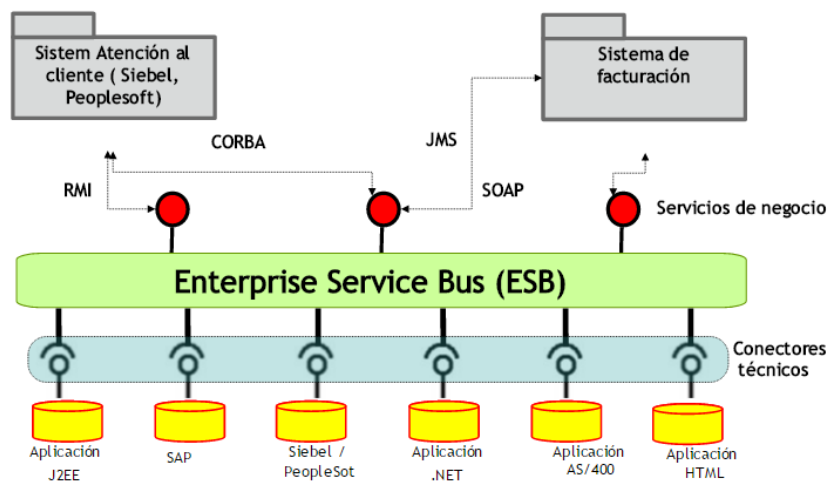 Sistem Atención al
cliente ( Siebel,
Peoplesoft)
Sistema de
facturación
CORBA
JMS
RMI
SOAP
Servicios de negocio
Enterprise Service Bus (ESB)
Conectores
técnicos
Aplicación
J2EE
SAP
Siebel /
PeopleSot
Aplicación
.NET
Aplicación
AS/400
Aplicación
HTML